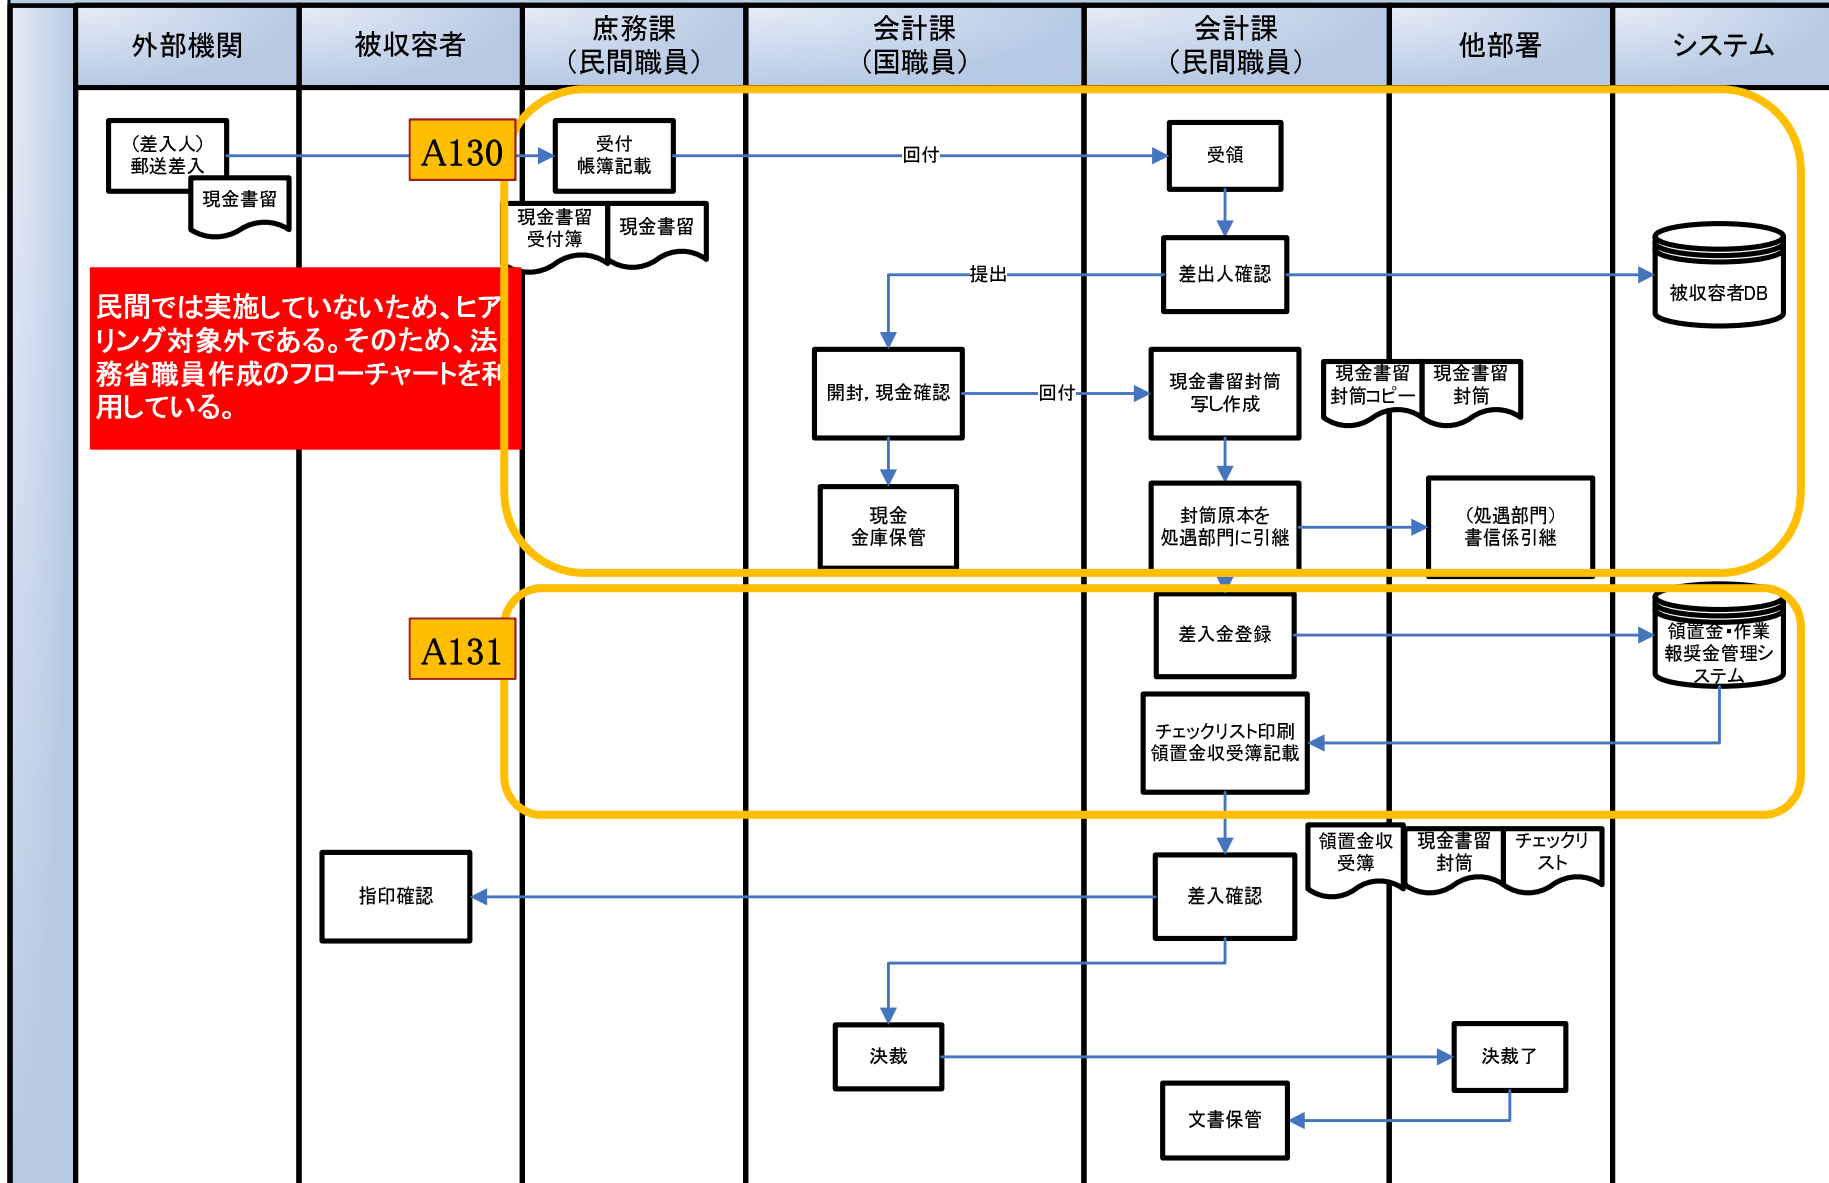 外部機関
被収容者
庶務課
（民間職員）
会計課
（国職員）
会計課
（民間職員）
他部署
システム
（差入人）
郵送差入
現金書留
A130
受付
帳簿記載
回付
受領
現金書留
受付簿
現金書留
提出
差出人確認
被収容者DB
民間では実施していないため、ヒア
リング対象外である。そのため、法
務省職員作成のフローチャートを利
用している。
開封，現金確認
回付
現金書留封筒
写し作成
現金書留
封筒コピー
現金書留
封筒
現金
金庫保管
封筒原本を
処遇部門に引継
（処遇部門）
書信係引継
A131
差入金登録
領置金・作業
報奨金管理シ
ステム
チェックリスト印刷
領置金収受簿記載
領置金収
受簿
現金書留
封筒
チェックリ
スト
指印確認
差入確認
決裁
決裁了
文書保管